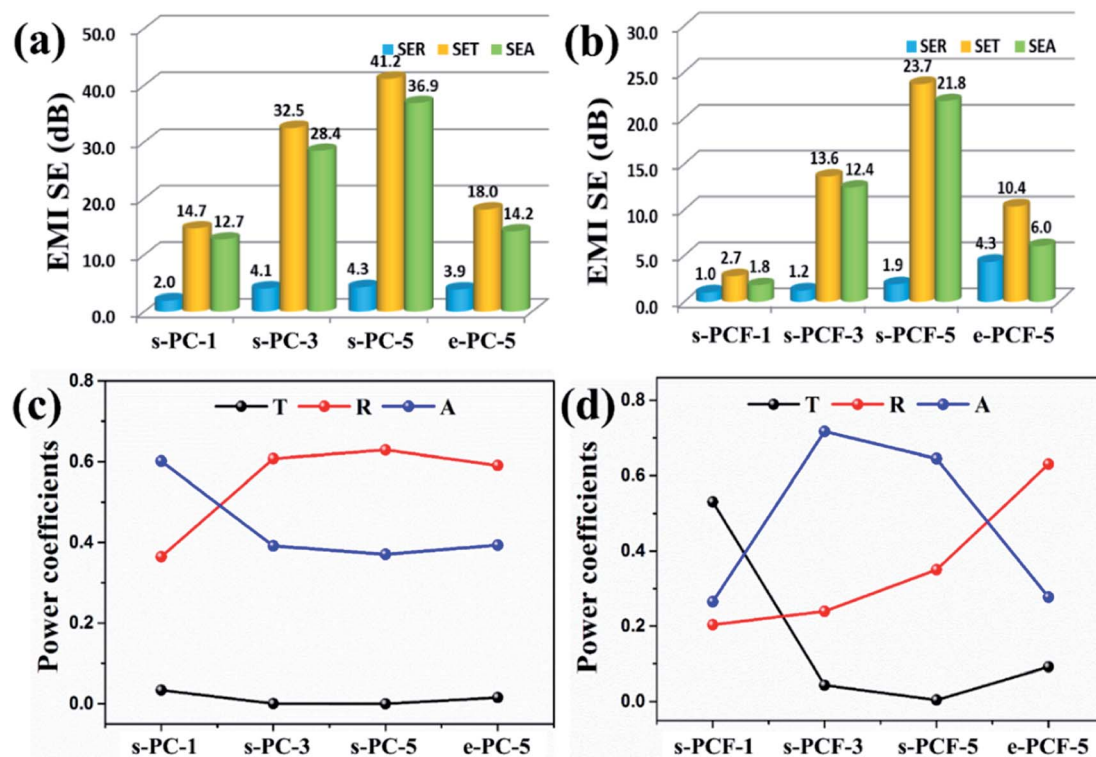 (a)
EMI SE (dB)
50.0
40.0
30.0
20.0
10.0
0.0
SER SET SEA
2.0 14.7 12.7
4.1 32.5 28.4
4.3 41.2 36.9
3.9 18.0 14.2
s-PC-1 s-PC-3 s-PC-5 e-PC-5
(b)
EMI SE (dB)
30.0
25.0
20.0
15.0
10.0
5.0
0.0
SER SET SEA
1.0 2.7 1.8
1.2 13.6 12.4
1.9 23.7 21.8
4.3 10.4 6.0
s-PCF-1 s-PCF-3 s-PCF-5 e-PCF-5
(c)
Power coefficients
0.8
0.6
0.4
0.2
0.0
T R A
s-PC-1 s-PC-3 s-PC-5 e-PC-5
(d)
Power coefficients
0.8
0.6
0.4
0.2
0.0
T R A
s-PCF-1 s-PCF-3 s-PCF-5 e-PCF-5